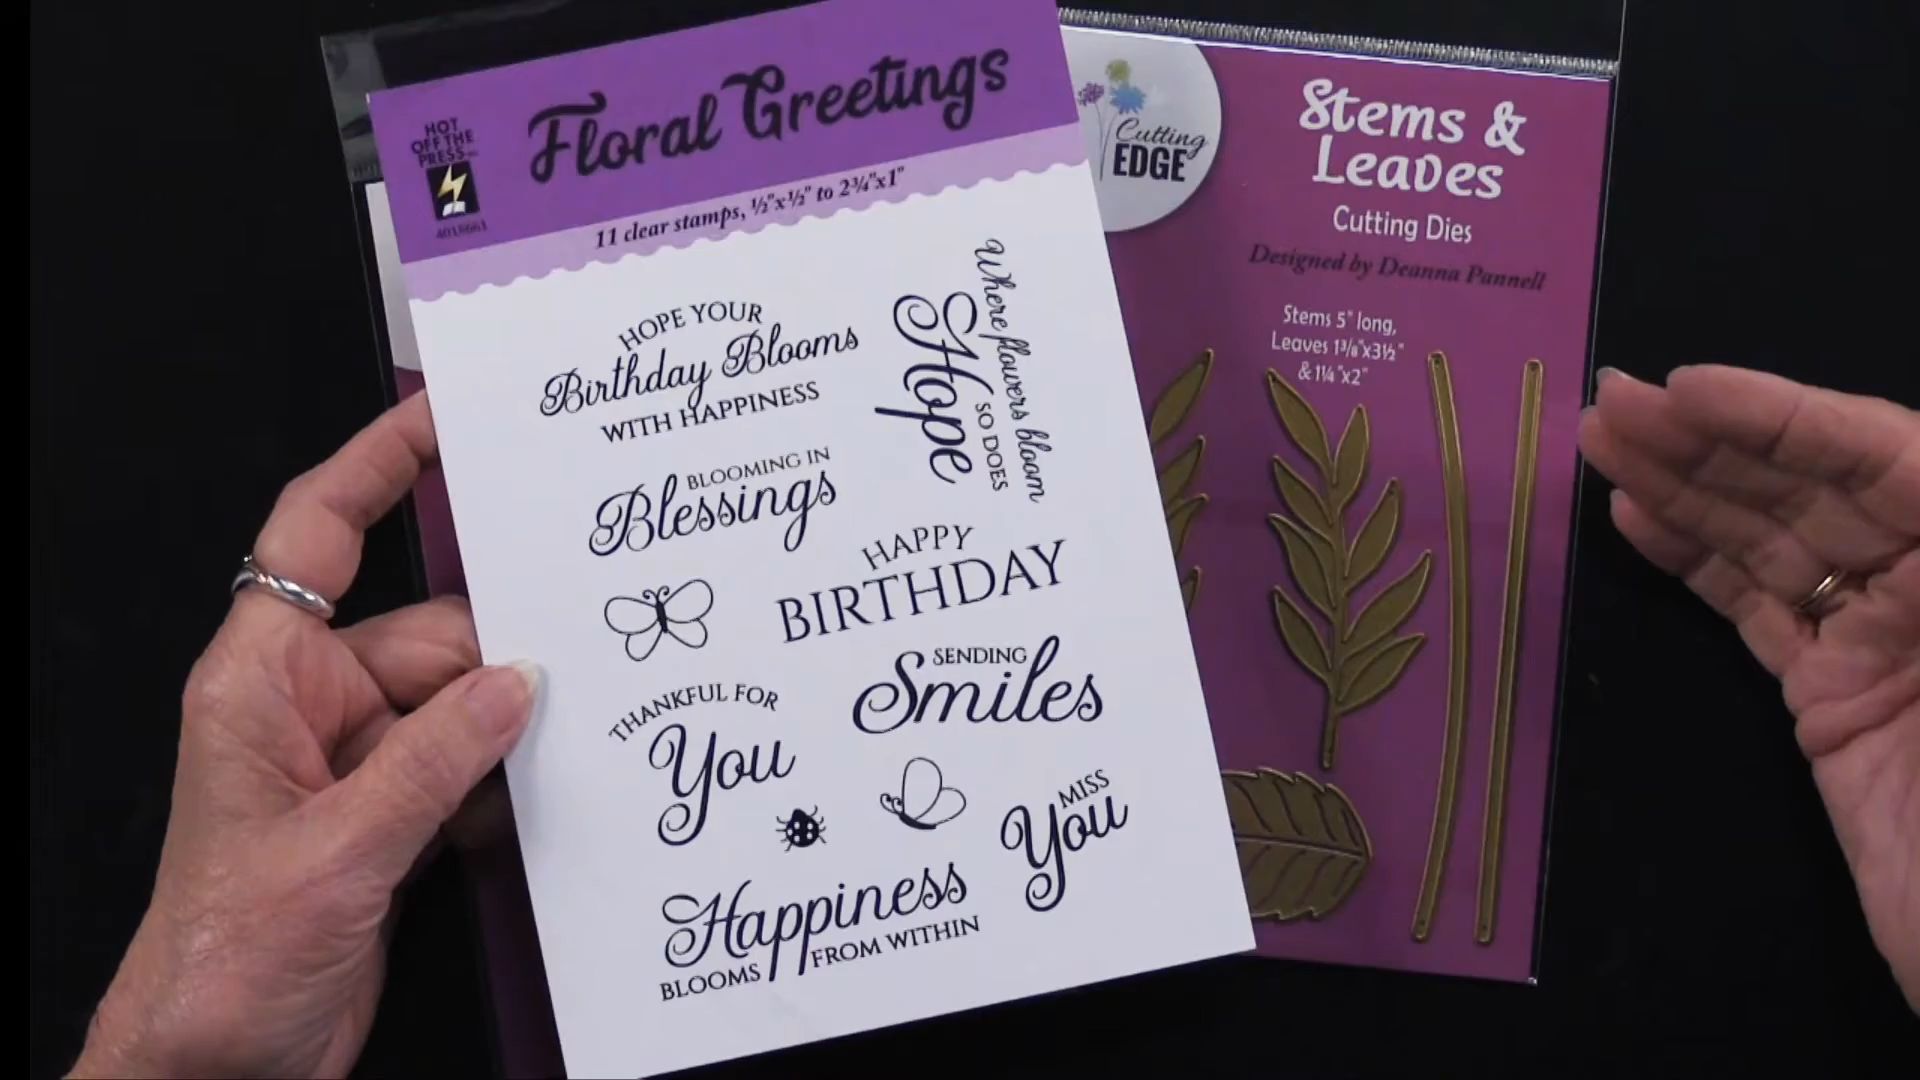 HOT
OFF THE
PRESS INC.
4018661
Floral Greetings
11 clear stamps, ½"x½" to 2¾"x1"
HOPE YOUR
Birthday Blooms
WITH HAPPINESS
Where flowers bloom
SO DOES
Hope
BLOOMING IN
Blessings
HAPPY
BIRTHDAY
SENDING
Smiles
THANKFUL FOR
You
MISS
You
Happiness
BLOOMS FROM WITHIN
Cutting
EDGE
Stems &
Leaves
Cutting Dies
Designed by Deanna Pannell
Stems 5" long,
Leaves 1⅜"x3½"
& 1¼"x2"